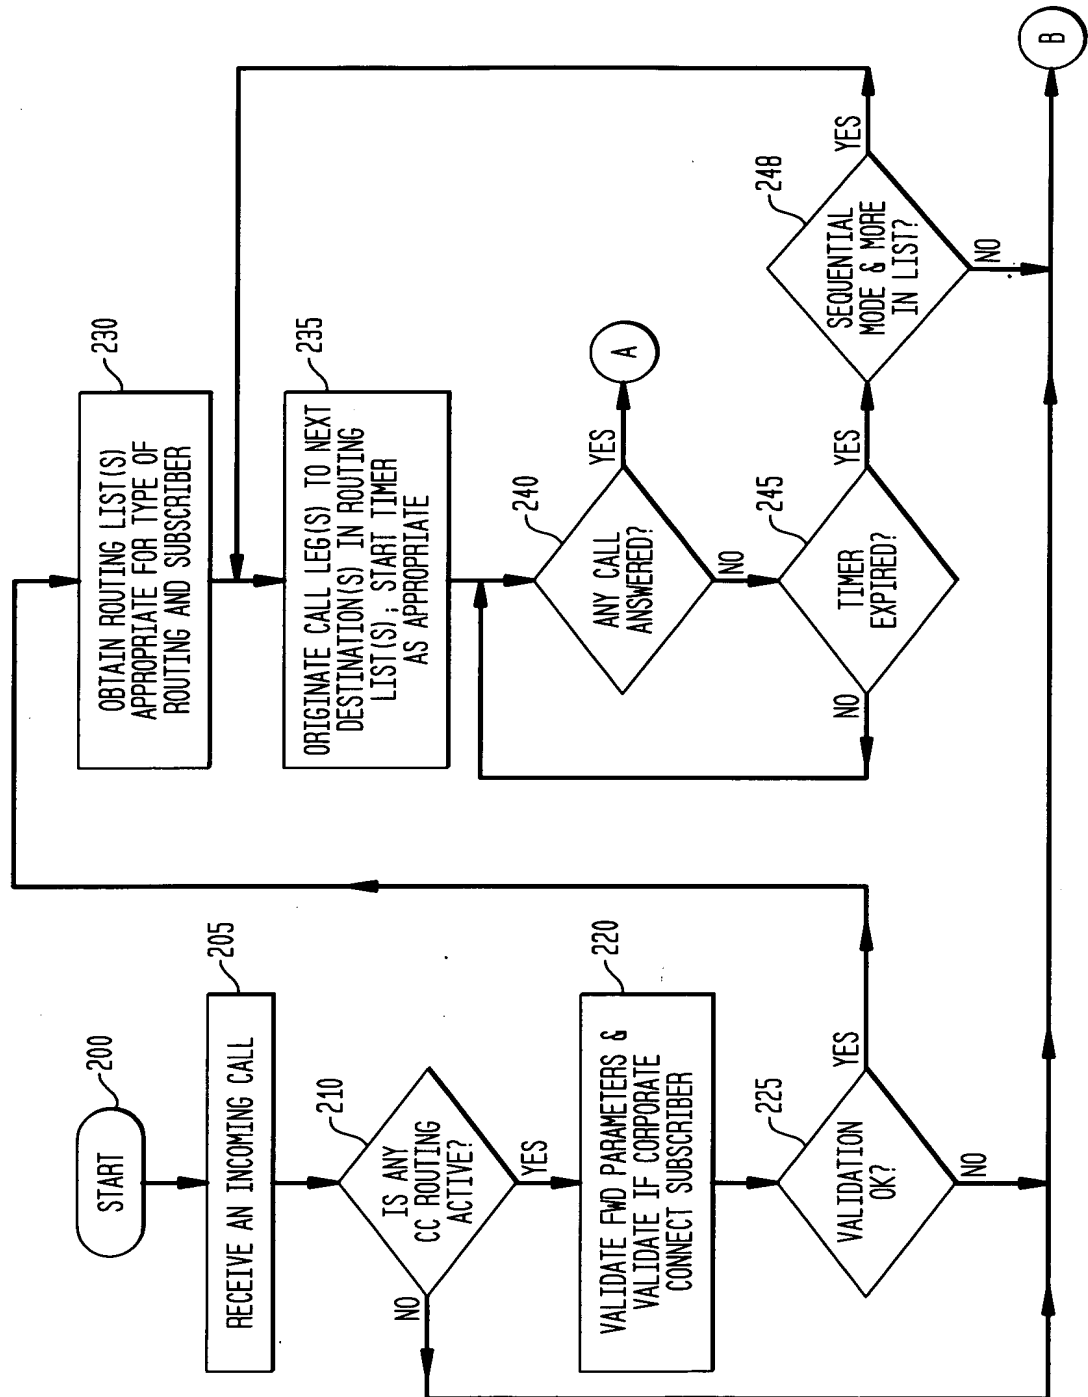 START
200
RECEIVE AN INCOMING CALL
205
IS ANY
CC ROUTING
ACTIVE?
210
NO
YES
VALIDATE FWD PARAMETERS &
VALIDATE IF CORPORATE
CONNECT SUBSCRIBER
220
VALIDATION
OK?
225
YES
NO
OBTAIN ROUTING LIST(S)
APPROPRIATE FOR TYPE OF
ROUTING AND SUBSCRIBER
230
ORIGINATE CALL LEG(S) TO NEXT
DESTINATION(S) IN ROUTING
LIST(S); START TIMER
AS APPROPRIATE
235
ANY CALL
ANSWERED?
240
YES
A
NO
TIMER
EXPIRED?
245
NO
YES
SEQUENTIAL
MODE & MORE
IN LIST?
248
YES
NO
B